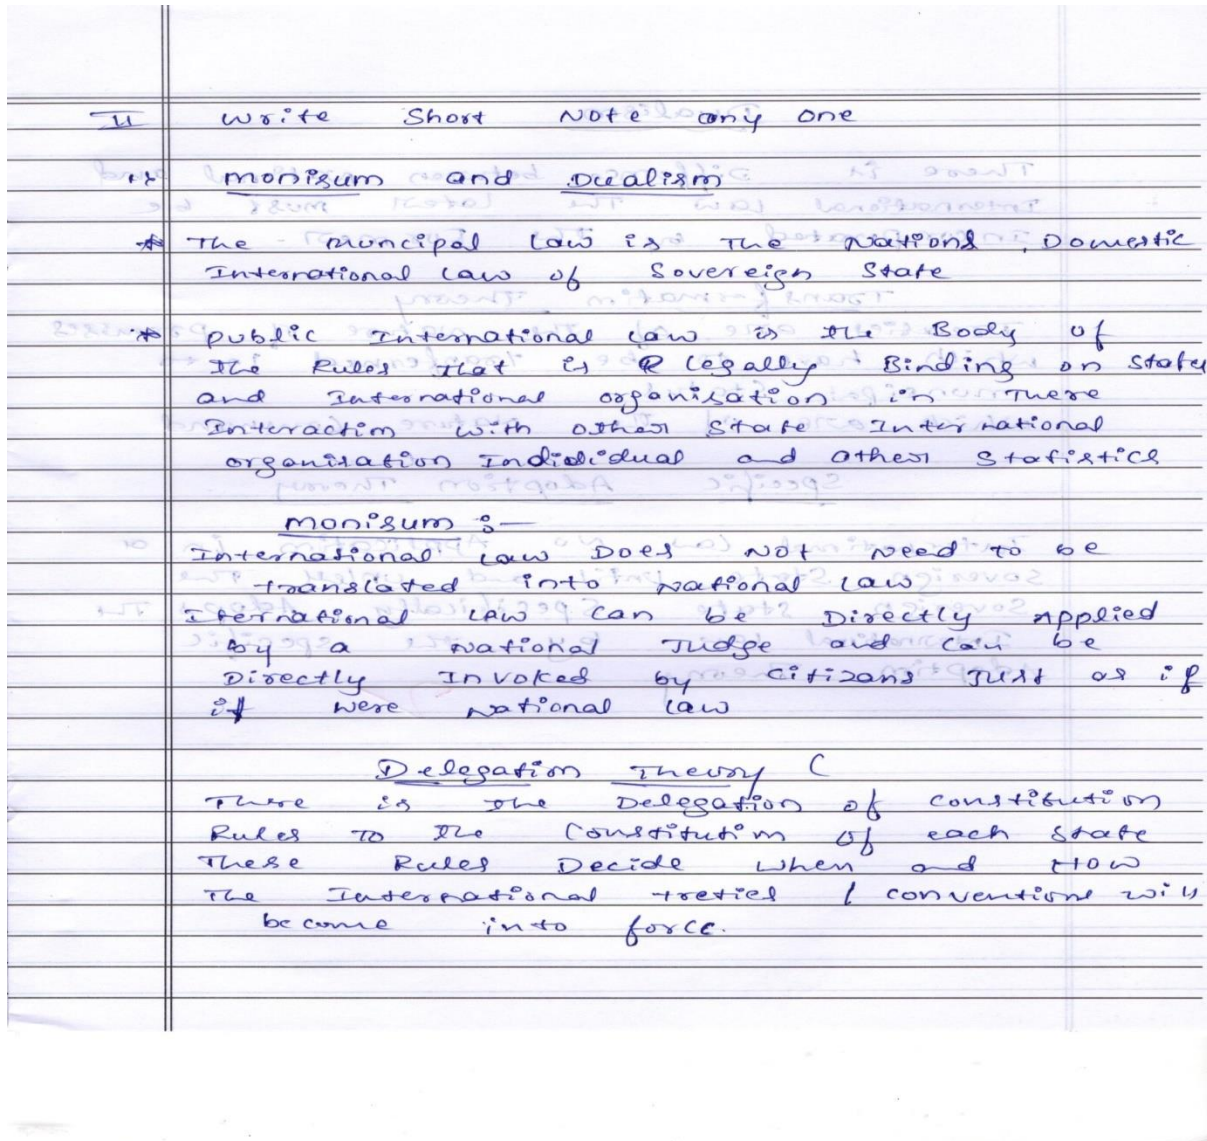 II Write Short Note any one
1) Monisum and Dualism
* The muncipal Law is The Nations, Domestic
International Law of Sovereign State
* public International Law is the Body of
The Rules That is legally Binding on States
and International organisation in There
Interaction with other State International
organisation Indidividual and other Statistics
Monisum :-
International Law Does Not Need to be
translated into National Law
Iternational Law can be Directly Applied
by a National Judge and can be
Directly Invoked by Citizans Just as if
it were National Law
Delegation Theory (
There is the Delegation of constitution
Rules To the Constitution of each State
These Rules Decide when and How
The International treties / conventions will
become into force.